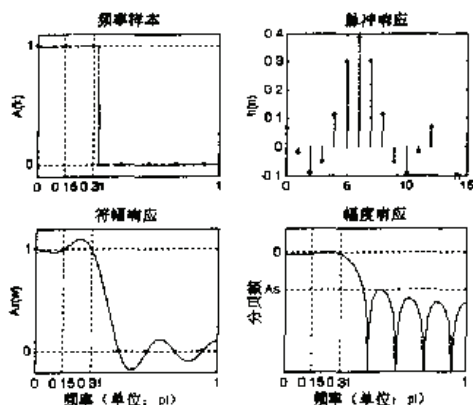 频率样本
1
A(k)
0
0 0.15 0.31 1
脉冲响应
0.4
0.3
0.2
0.1
0
-0.1
h(n)
0 5 10 15
n
符幅响应
1
Ar(w)
0
0 0.15 0.31 1
频率（单位：pi）
幅度响应
0
As
分贝数
0 0.15 0.31 1
频率（单位：pi）